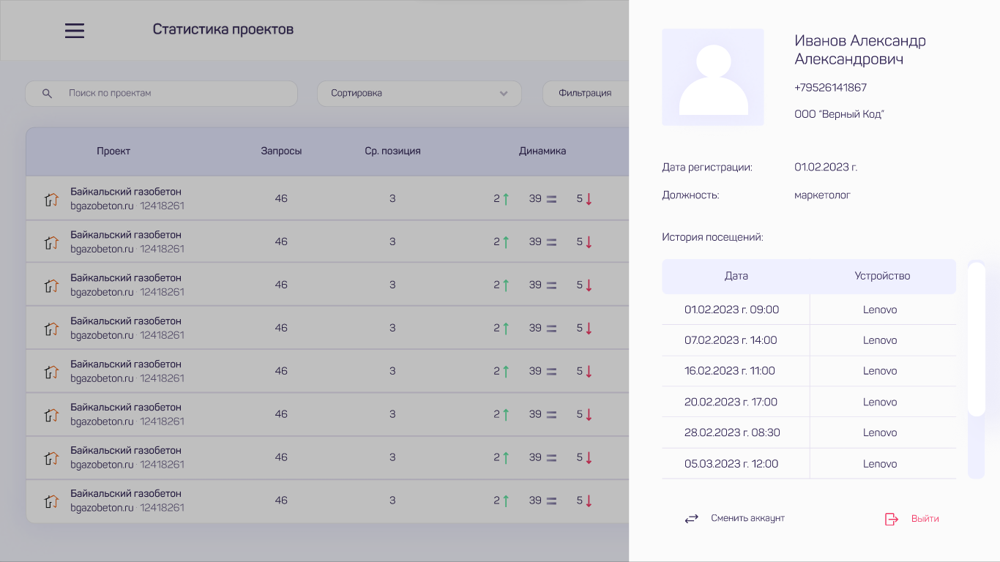 Статистика проектов
Поиск по проектам
Сортировка
Фильтрация
Проект Запросы Ср. позиция Динамика
Байкальский газобетон
bgazobeton.ru · 12418261
46 3 2 39 5
Байкальский газобетон
bgazobeton.ru · 12418261
46 3 2 39 5
Байкальский газобетон
bgazobeton.ru · 12418261
46 3 2 39 5
Байкальский газобетон
bgazobeton.ru · 12418261
46 3 2 39 5
Байкальский газобетон
bgazobeton.ru · 12418261
46 3 2 39 5
Байкальский газобетон
bgazobeton.ru · 12418261
46 3 2 39 5
Байкальский газобетон
bgazobeton.ru · 12418261
46 3 2 39 5
Байкальский газобетон
bgazobeton.ru · 12418261
46 3 2 39 5
Иванов Александр
Александрович
+79526141867
ООО “Верный Код”
Дата регистрации: 01.02.2023 г.
Должность: маркетолог
История посещений:
Дата Устройство
01.02.2023 г. 09:00 Lenovo
07.02.2023 г. 14:00 Lenovo
16.02.2023 г. 11:00 Lenovo
20.02.2023 г. 17:00 Lenovo
28.02.2023 г. 08:30 Lenovo
05.03.2023 г. 12:00 Lenovo
Сменить аккаунт
Выйти